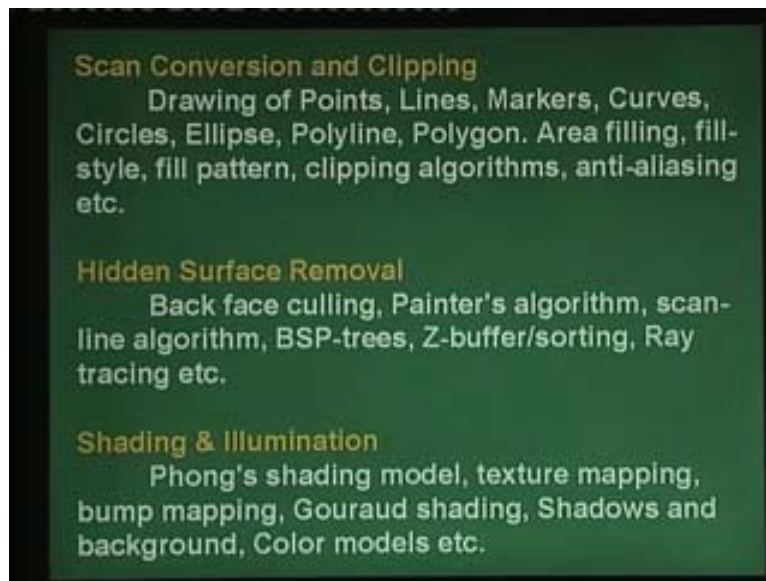 Scan Conversion and Clipping
Drawing of Points, Lines, Markers, Curves,
Circles, Ellipse, Polyline, Polygon. Area filling, fill-
style, fill pattern, clipping algorithms, anti-aliasing
etc.
Hidden Surface Removal
Back face culling, Painter's algorithm, scan-
line algorithm, BSP-trees, Z-buffer/sorting, Ray
tracing etc.
Shading & Illumination
Phong's shading model, texture mapping,
bump mapping, Gouraud shading, Shadows and
background, Color models etc.